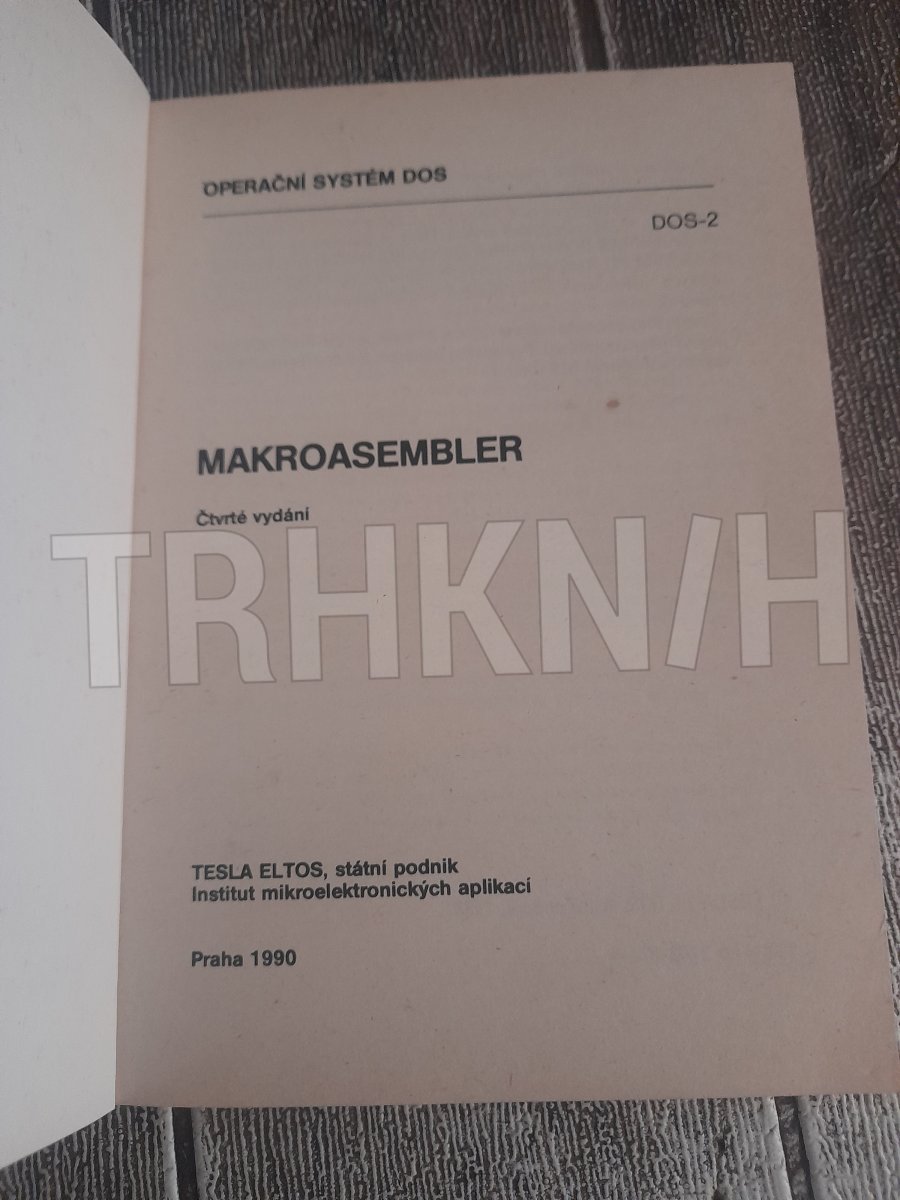 OPERAČNÍ SYSTÉM DOS
DOS-2
MAKROASEMBLER
Čtvrté vydání
TRHKN/H
TESLA ELTOS, státní podnik
Institut mikroelektronických aplikací
Praha 1990